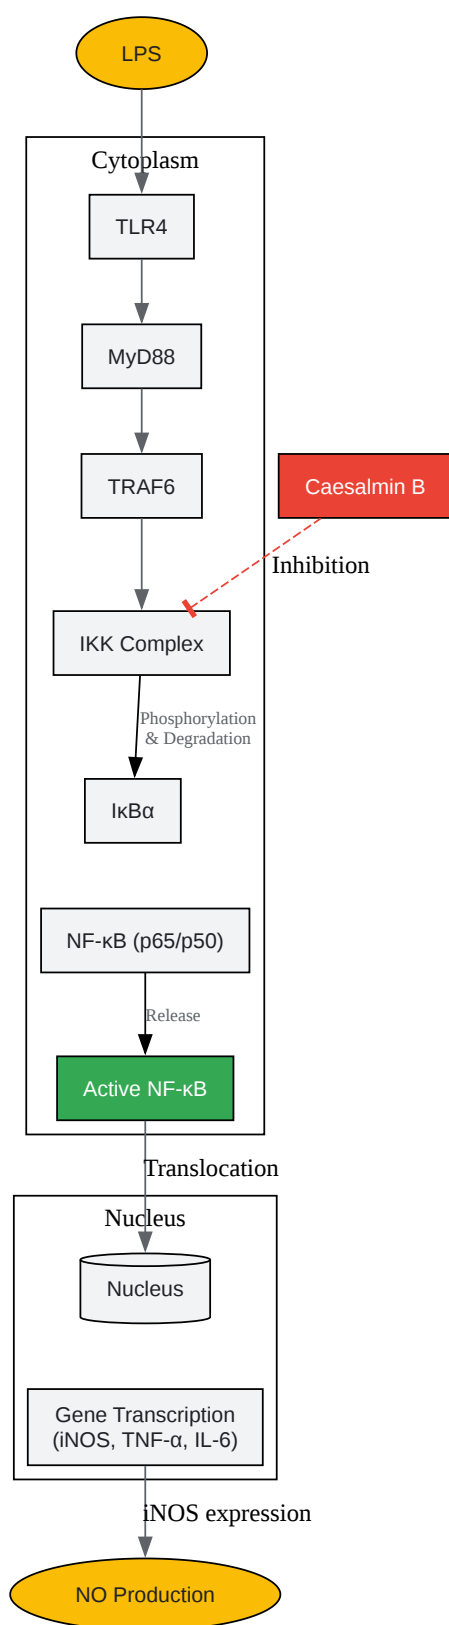 LPS
Cytoplasm
TLR4
MyD88
TRAF6
Caesalmin B
Inhibition
IKK Complex
Phosphorylation
& Degradation
IκBα
NF-κB (p65/p50)
Release
Active NF-κB
Translocation
Nucleus
Nucleus
Gene Transcription
(iNOS, TNF-α, IL-6)
iNOS expression
NO Production